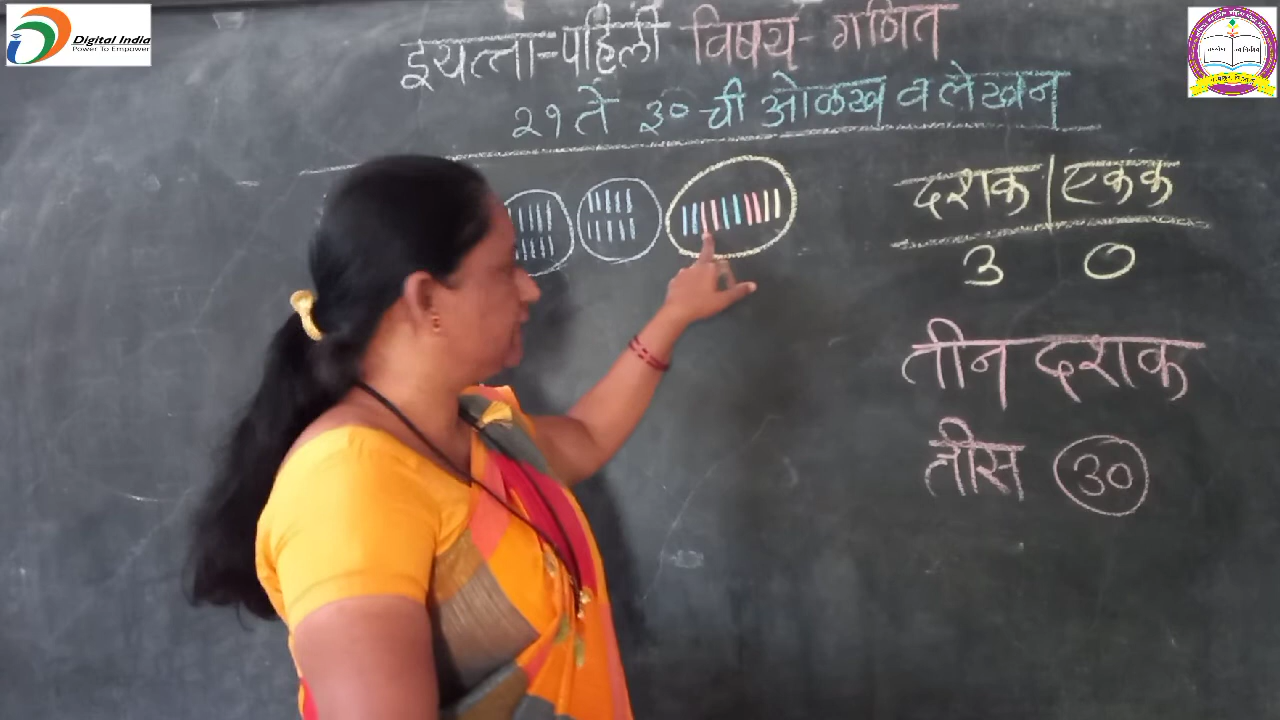 Digital India
Power To Empower
इयत्ता-पहिली विषय- गणित
२१ ते ३०-ची ओळख व लेखन
दशक | एकक
३ ०
तीन दशक
तीस ३०